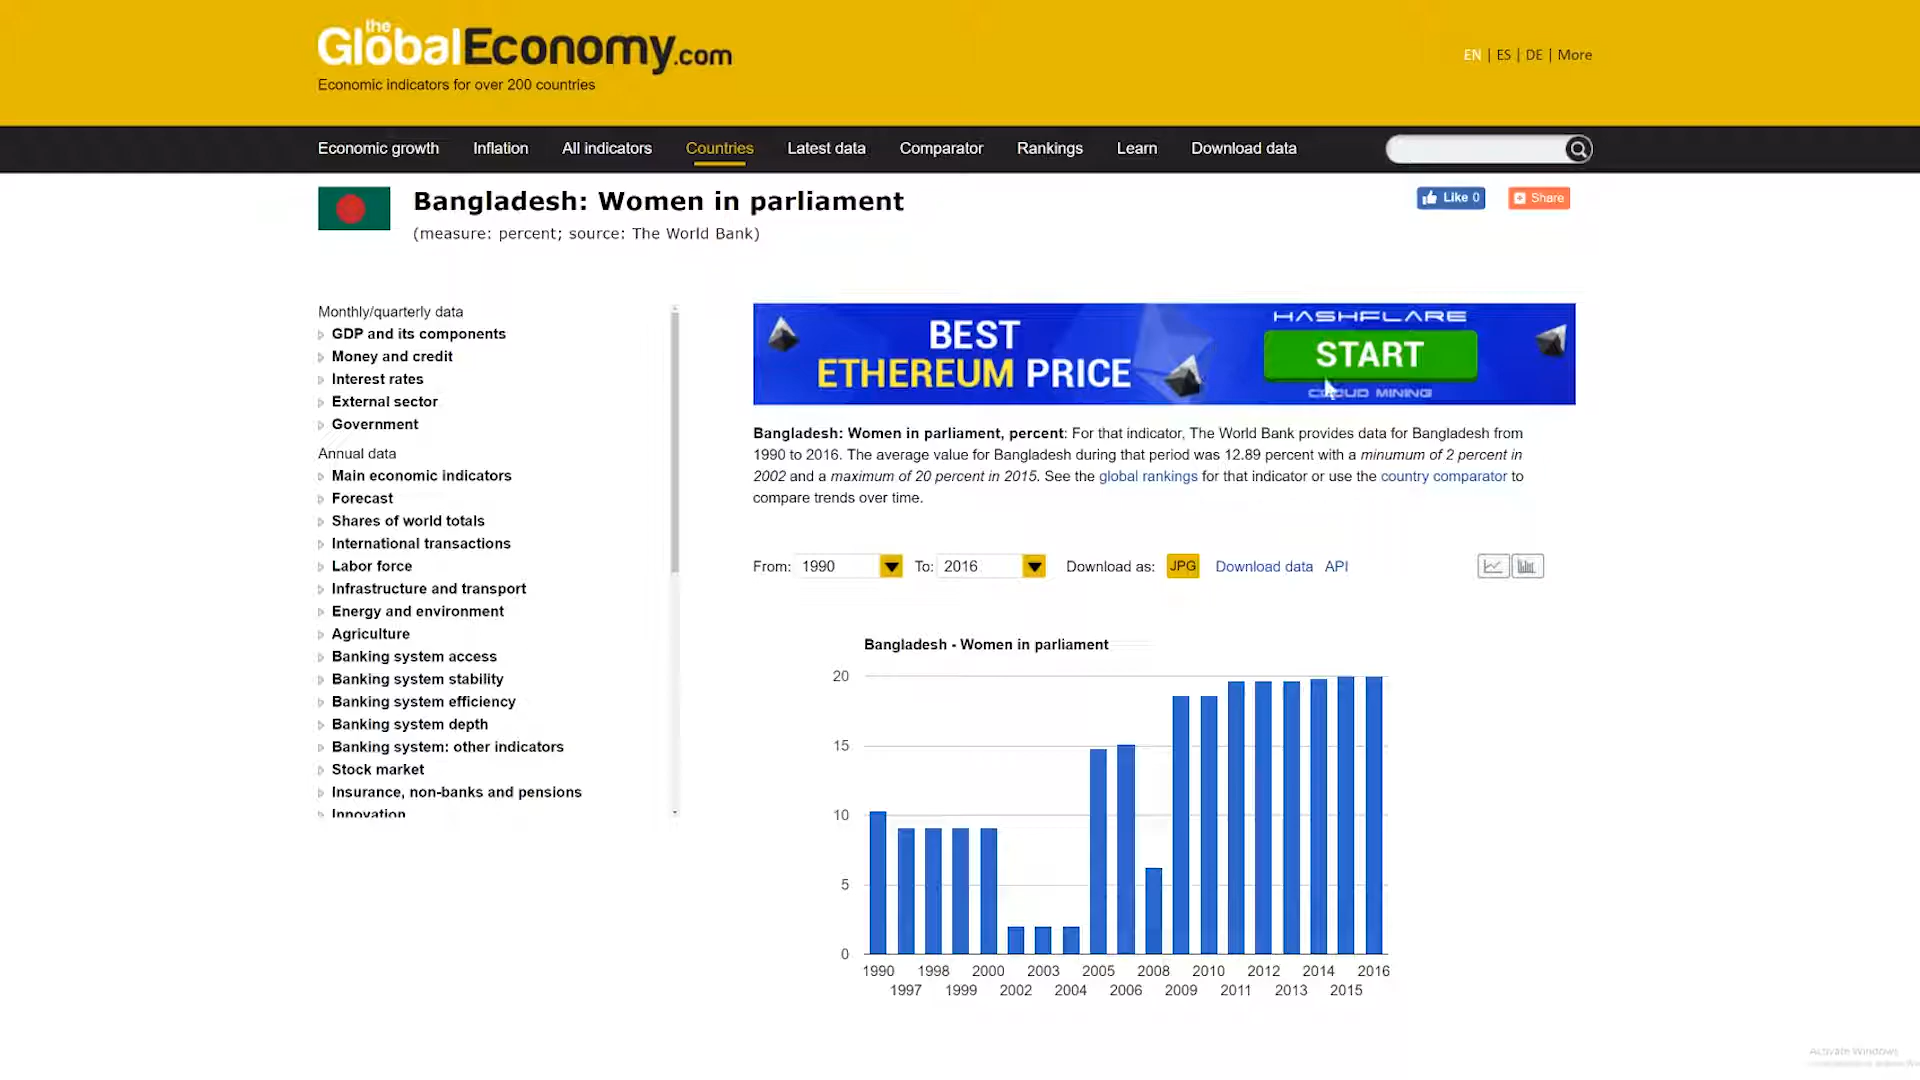 theGlobalEconomy.com
Economic indicators for over 200 countries
EN | ES | DE | More
Economic growth Inflation All indicators Countries Latest data Comparator Rankings Learn Download data
Bangladesh: Women in parliament
(measure: percent; source: The World Bank)
Like 0 Share
Monthly/quarterly data
GDP and its components
Money and credit
Interest rates
External sector
Government
Annual data
Main economic indicators
Forecast
Shares of world totals
International transactions
Labor force
Infrastructure and transport
Energy and environment
Agriculture
Banking system access
Banking system stability
Banking system efficiency
Banking system depth
Banking system: other indicators
Stock market
Insurance, non-banks and pensions
Innovation
BEST
ETHEREUM PRICE
HASHFLARE
START
CLOUD MINING
Bangladesh: Women in parliament, percent: For that indicator, The World Bank provides data for Bangladesh from
1990 to 2016. The average value for Bangladesh during that period was 12.89 percent with a minumum of 2 percent in
2002 and a maximum of 20 percent in 2015. See the global rankings for that indicator or use the country comparator to
compare trends over time.
From: 1990 To: 2016 Download as: JPG Download data API
Bangladesh - Women in parliament
20
15
10
5
0
1990 1998 2000 2003 2005 2008 2010 2012 2014 2016
1997 1999 2002 2004 2006 2009 2011 2013 2015
Activate Windows